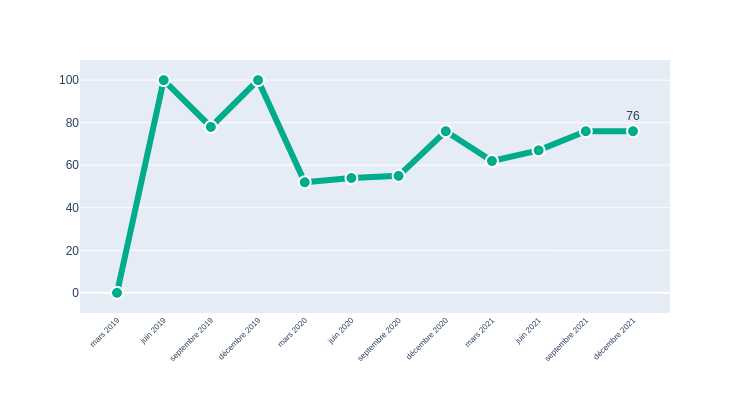 100
80
60
40
20
0
76
mars 2019
juin 2019
septembre 2019
décembre 2019
mars 2020
juin 2020
septembre 2020
décembre 2020
mars 2021
juin 2021
septembre 2021
décembre 2021